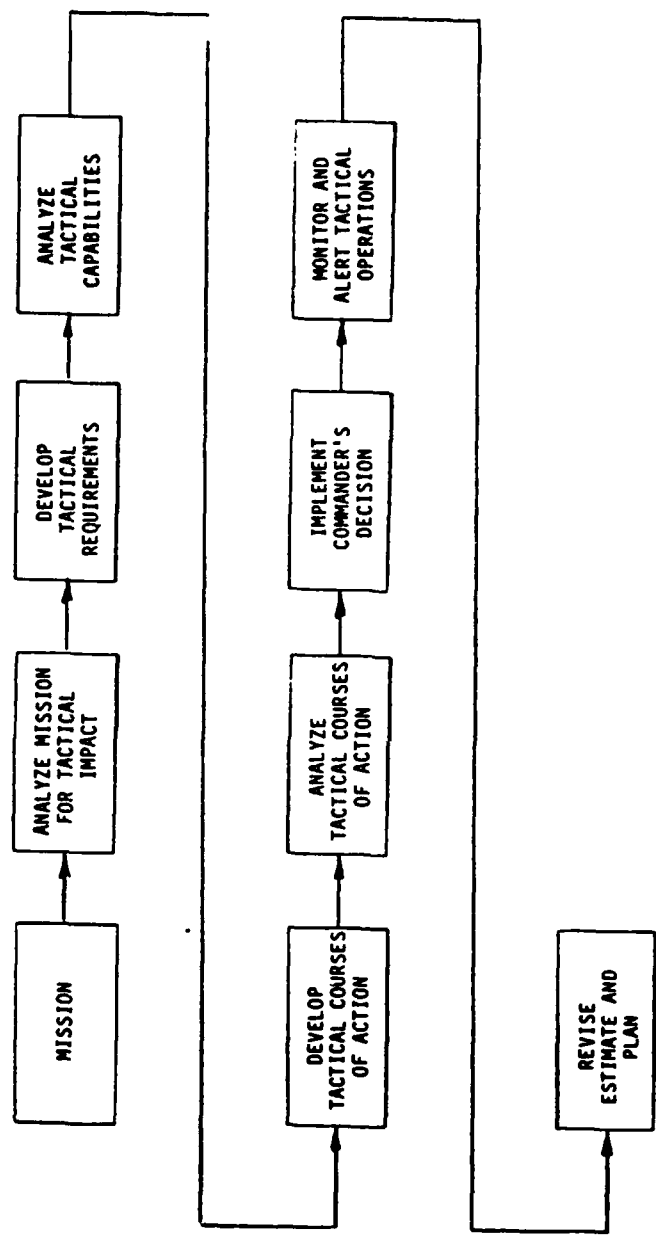 MISSION
ANALYZE MISSION
FOR TACTICAL
IMPACT
DEVELOP
TACTICAL
REQUIREMENTS
ANALYZE
TACTICAL
CAPABILITIES
DEVELOP
TACTICAL COURSES
OF ACTION
ANALYZE
TACTICAL COURSES
OF ACTION
IMPLEMENT
COMMANDER'S
DECISION
MONITOR AND
ALERT TACTICAL
OPERATIONS
REVISE
ESTIMATE AND
PLAN